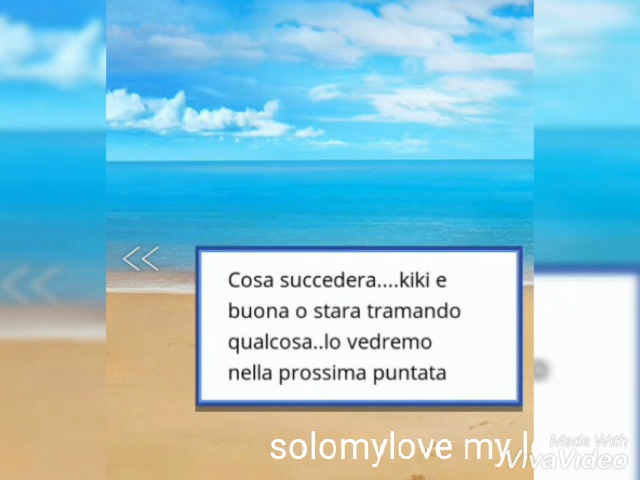 Cosa succedera....kiki e
buona o stara tramando
qualcosa..lo vedremo
nella prossima puntata
solomylove my
Made With
VivaVideo